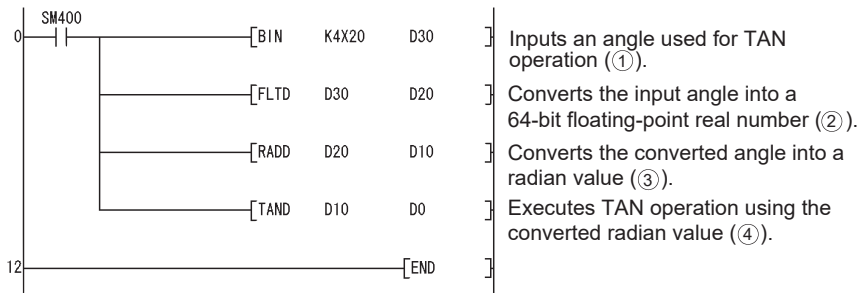 SM400
0 BIN K4X20 D30 Inputs an angle used for TAN
operation (①).
FLTD D30 D20 Converts the input angle into a
64-bit floating-point real number (②).
RADD D20 D10 Converts the converted angle into a
radian value (③).
TAND D10 D0 Executes TAN operation using the
converted radian value (④).
12 END